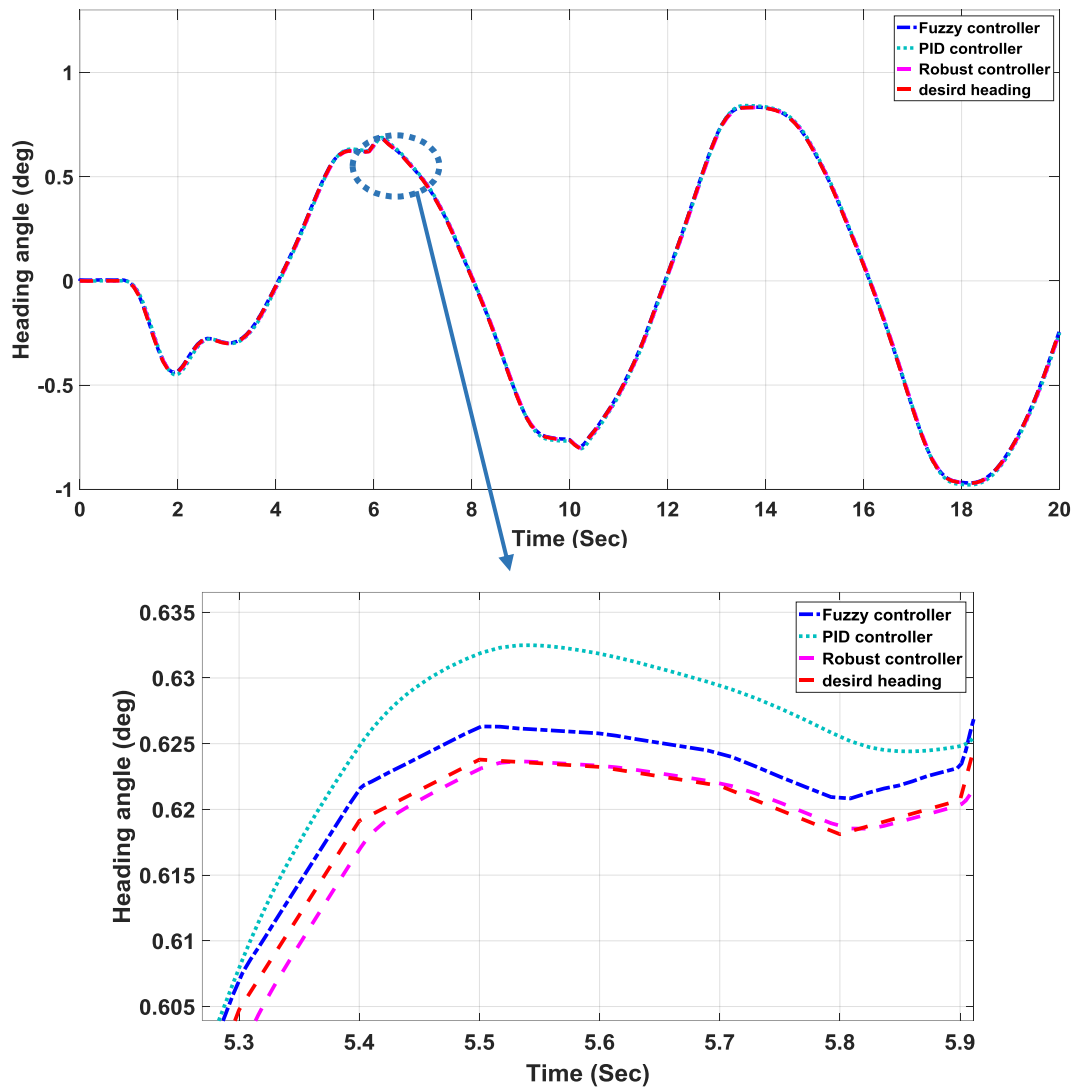 Fuzzy controller
PID controller
Robust controller
desird heading
1
0.5
0
-0.5
-1
Heading angle (deg)
0 2 4 6 8 10 12 14 16 18 20
Time (Sec)
Fuzzy controller
PID controller
Robust controller
desird heading
0.635
0.63
0.625
0.62
0.615
0.61
0.605
Heading angle (deg)
5.3 5.4 5.5 5.6 5.7 5.8 5.9
Time (Sec)